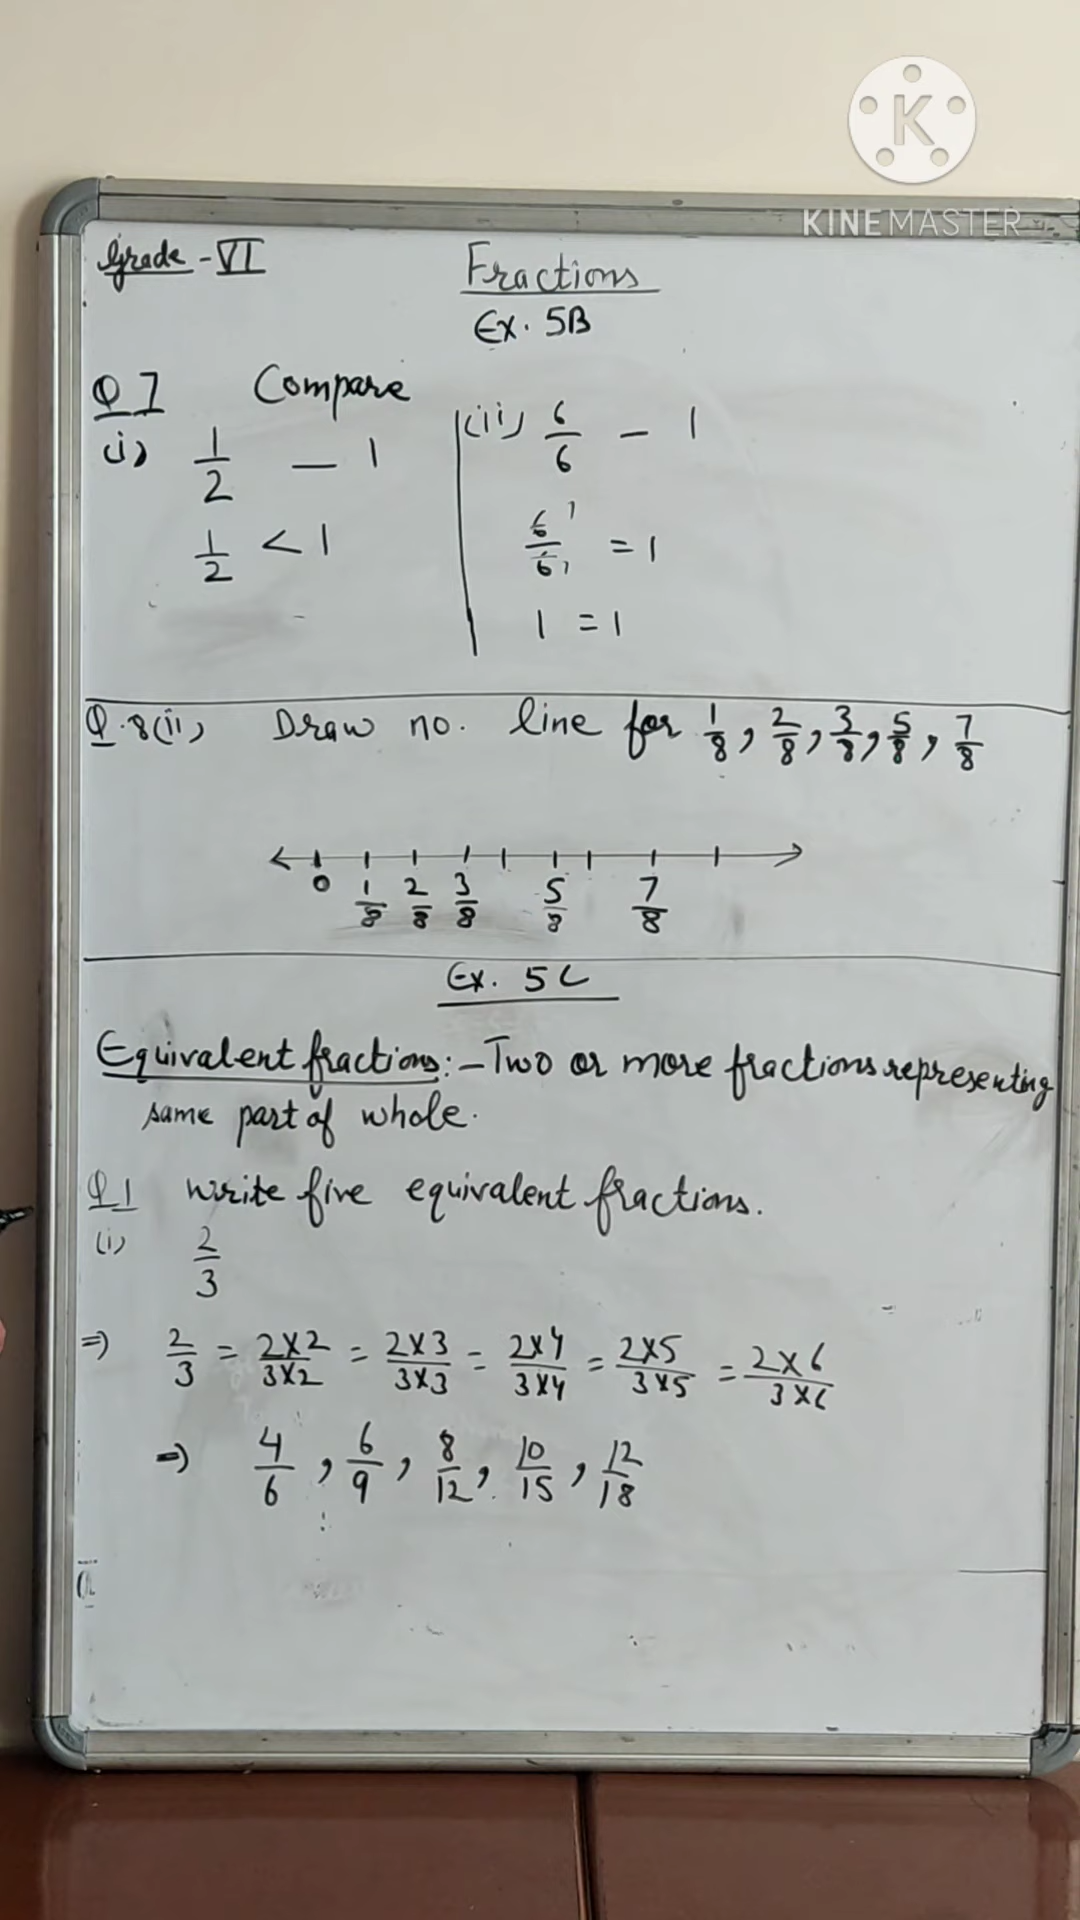 K
KINEMASTER
Grade - VI
Fractions
Ex. 5B
Q 7 Compare
(i) 1/2 — 1
1/2 < 1
(ii) 6/6 — 1
6/6 = 1
1 = 1
Q.8(ii) Draw no. line for 1/8, 2/8, 3/8, 5/8, 7/8
0 1/8 2/8 3/8 5/8 7/8
Ex. 5C
Equivalent fractions:- Two or more fractions representing
same part of whole.
Q1 Write five equivalent fractions.
(i) 2/3
⇒ 2/3 = 2×2/3×2 = 2×3/3×3 = 2×4/3×4 = 2×5/3×5 = 2×6/3×6
⇒ 4/6, 6/9, 8/12, 10/15, 12/18